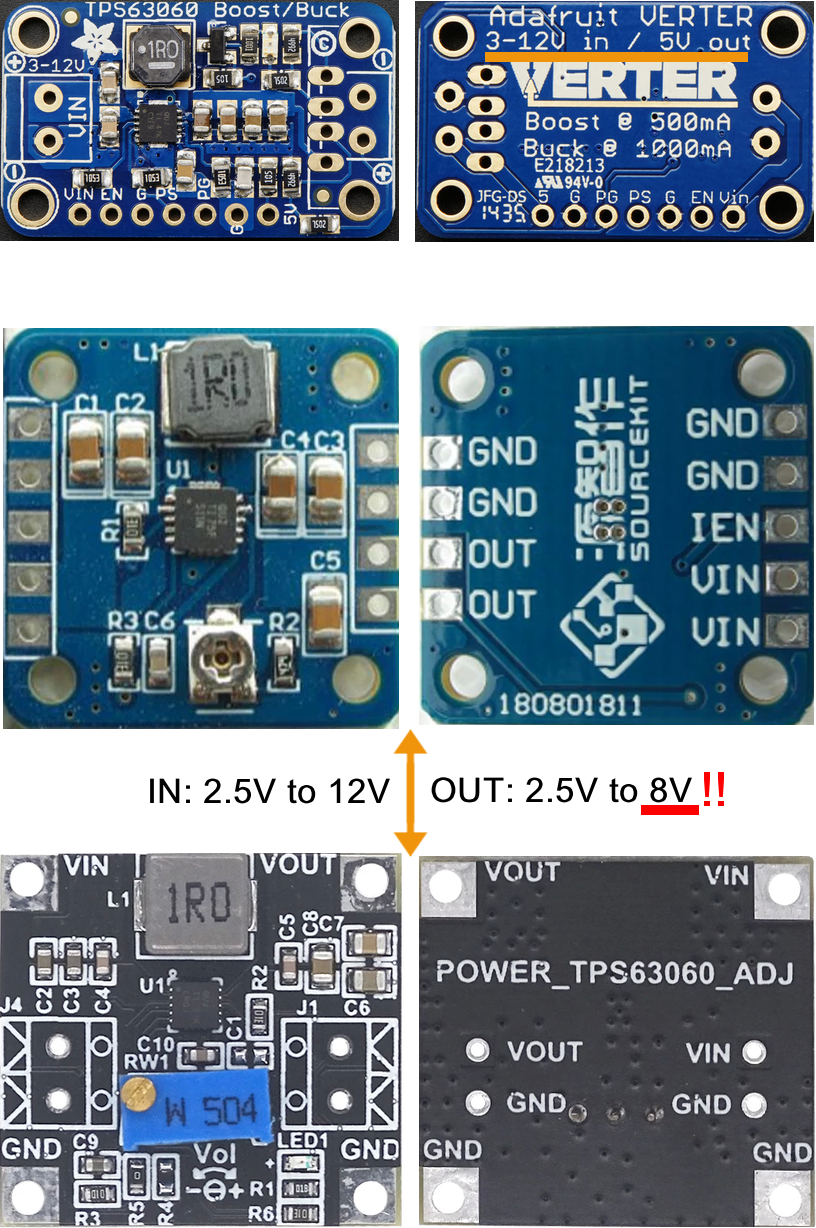 TPS63060 Boost/Buck
1R0
3-12V
VIN
C
105
205C
VIN EN G PS PG G 5V
Adafruit VERTER
3-12V in / 5V out
VERTER
Boost @ 500mA
Buck @ 1000mA
E218213
94V-0
JFG-DS
1435
5 G PG PS G EN Vin
L1
1R0
C1 C2
C4 C3
U1
R1
C5
R3 C6 R2
源智作
SOURCEKIT
GND
GND
OUT
OUT
GND
GND
IEN
VIN
VIN
180801811
IN: 2.5V to 12V
OUT: 2.5V to 8V !!
VIN
VOUT
L1
1R0
C5 C8 C7
C2 C3 C4
U1
R2
C6
J4
J1
C10 C1
RW1
W 504
GND
GND
C9
Vol
- +
LED1
+
R1
R6
R3 R5 R4
VOUT
VIN
POWER_TPS63060_ADJ
VOUT
VIN
GND
GND
GND
GND